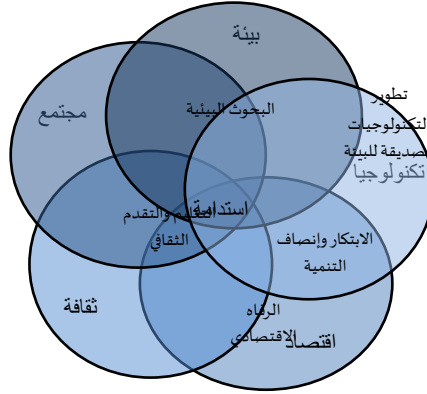 بيئة
تطوير
لتكنولوجيات
صديقة للبيئة
تكنولوجيا
البحوث البيئية
مجتمع
استدامة
التعليم والتقدم
الثقافي
الابتكار وإنصاف
التنمية
ثقافة
الرفاه
الاقتصادي
اقتصاد